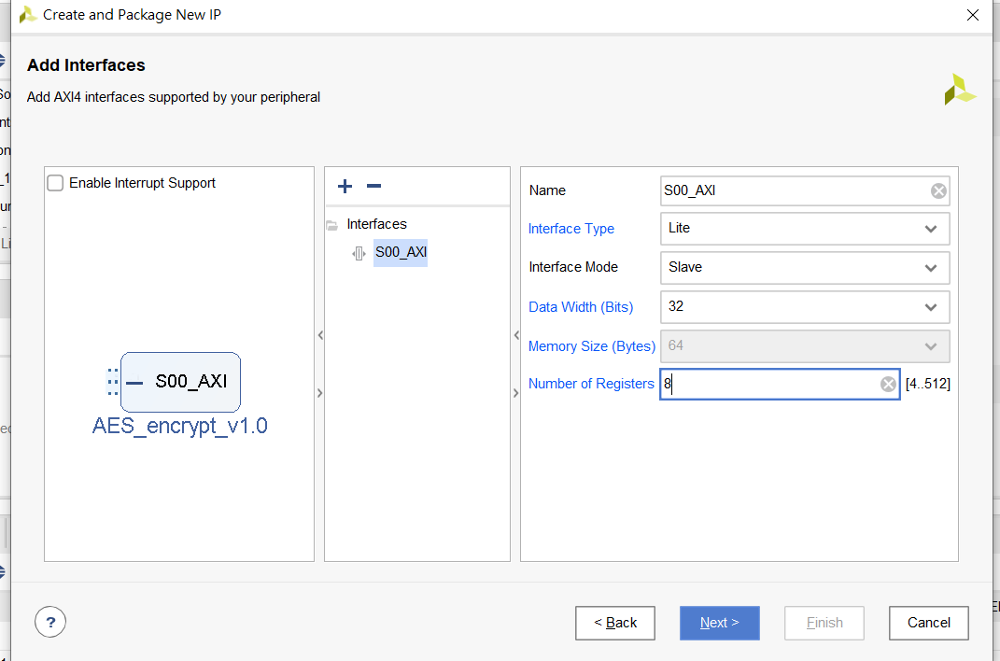 Create and Package New IP
Add Interfaces
Add AXI4 interfaces supported by your peripheral
Enable Interrupt Support
S00_AXI
AES_encrypt_v1.0
Interfaces
S00_AXI
Name S00_AXI
Interface Type Lite
Interface Mode Slave
Data Width (Bits) 32
Memory Size (Bytes) 64
Number of Registers 8 [4..512]
?
< Back
Next >
Finish
Cancel